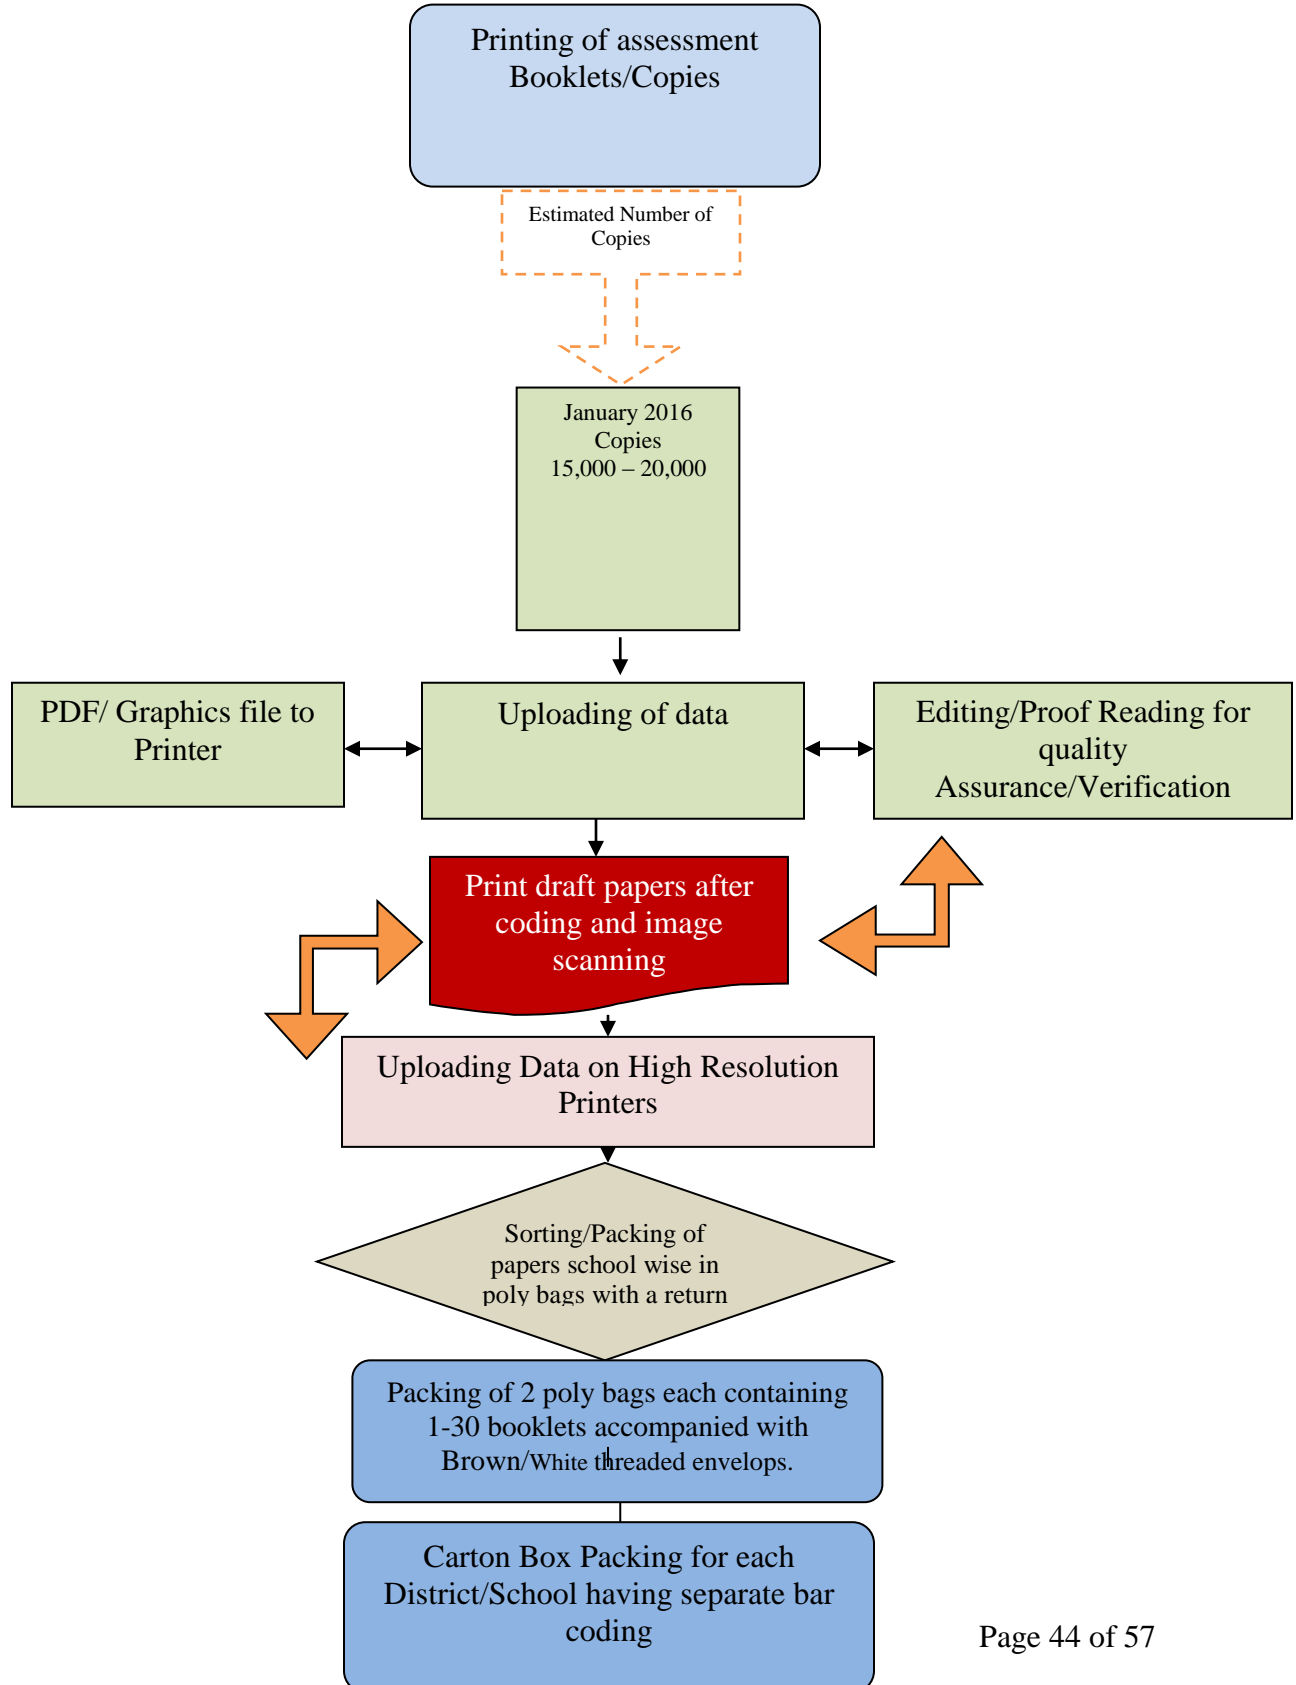 Printing of assessment
Booklets/Copies
Estimated Number of
Copies
January 2016
Copies
15,000 – 20,000
PDF/ Graphics file to
Printer
Uploading of data
Editing/Proof Reading for
quality
Assurance/Verification
Print draft papers after
coding and image
scanning
Uploading Data on High Resolution
Printers
Sorting/Packing of
papers school wise in
poly bags with a return
Packing of 2 poly bags each containing
1-30 booklets accompanied with
Brown/White threaded envelops.
Carton Box Packing for each
District/School having separate bar
coding
Page 44 of 57